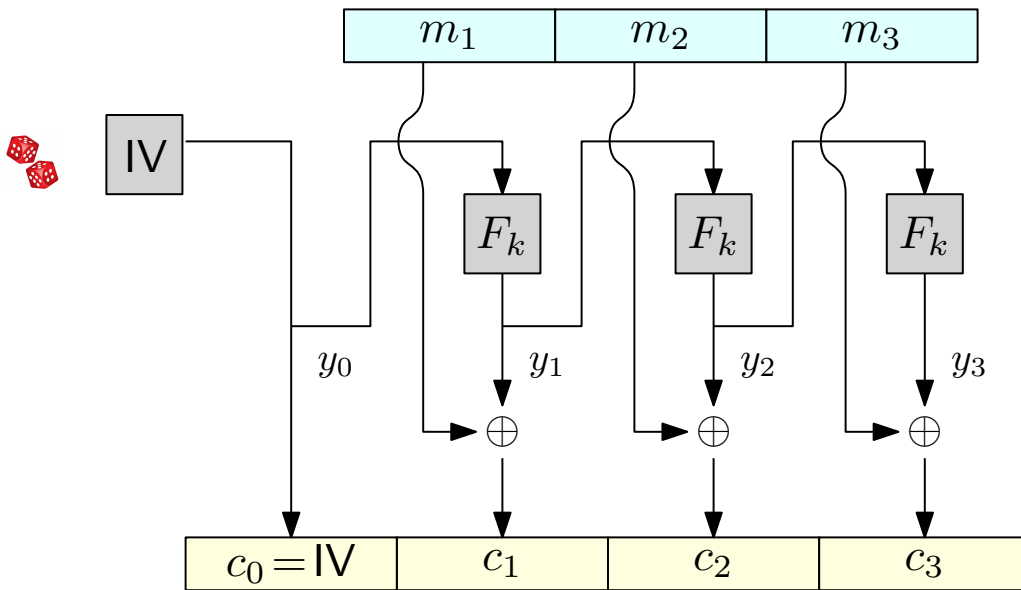 m₁ m₂ m₃
IV
Fₖ Fₖ Fₖ
y₀ y₁ y₂ y₃
⊕ ⊕ ⊕
c₀ = IV c₁ c₂ c₃